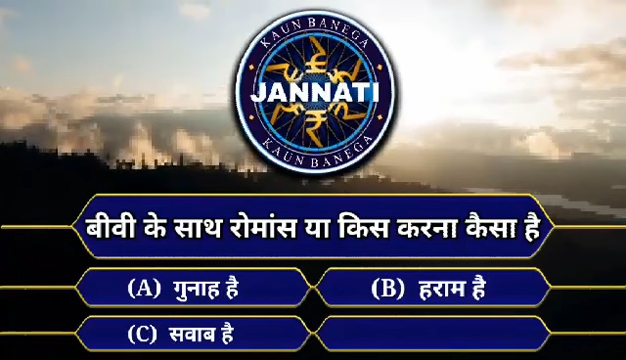 KAUN BANEGA
JANNATI
KAUN BANEGA
बीवी के साथ रोमांस या किस करना कैसा है
(A) गुनाह है
(B) हराम है
(C) सवाब है